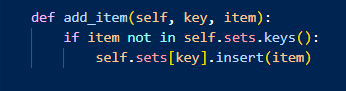 def add_item(self, key, item):
    if item not in self.sets.keys():
        self.sets[key].insert(item)